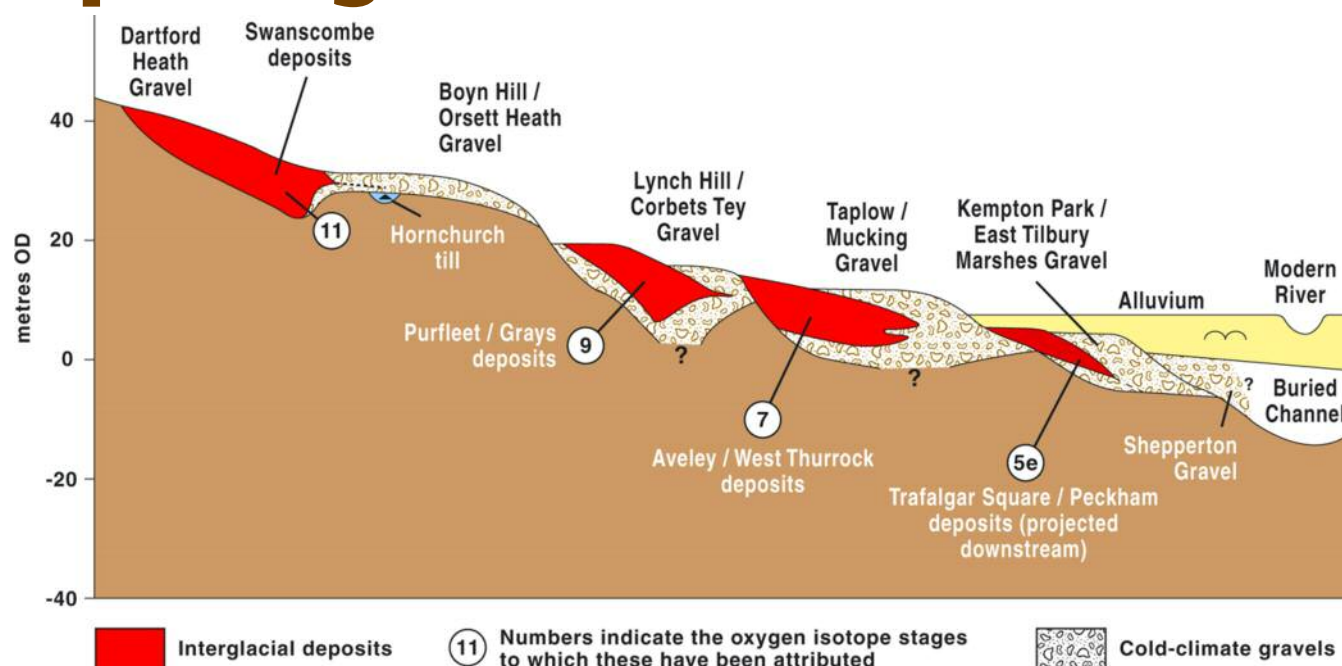 Dartford
Heath
Gravel
Swanscombe
deposits
Boyn Hill /
Orsett Heath
Gravel
Lynch Hill /
Corbets Tey
Gravel
Taplow /
Mucking
Gravel
Kempton Park /
East Tilbury
Marshes Gravel
Alluvium
Modern
River
metres OD
40
20
0
-20
-40
11
Hornchurch
till
Purfleet / Grays
deposits
9
?
7
Aveley / West Thurrock
deposits
?
5e
Trafalgar Square / Peckham
deposits (projected
downstream)
?
Buried
Channel
Shepperton
Gravel
Interglacial deposits
11
Numbers indicate the oxygen isotope stages
to which these have been attributed
Cold-climate gravels